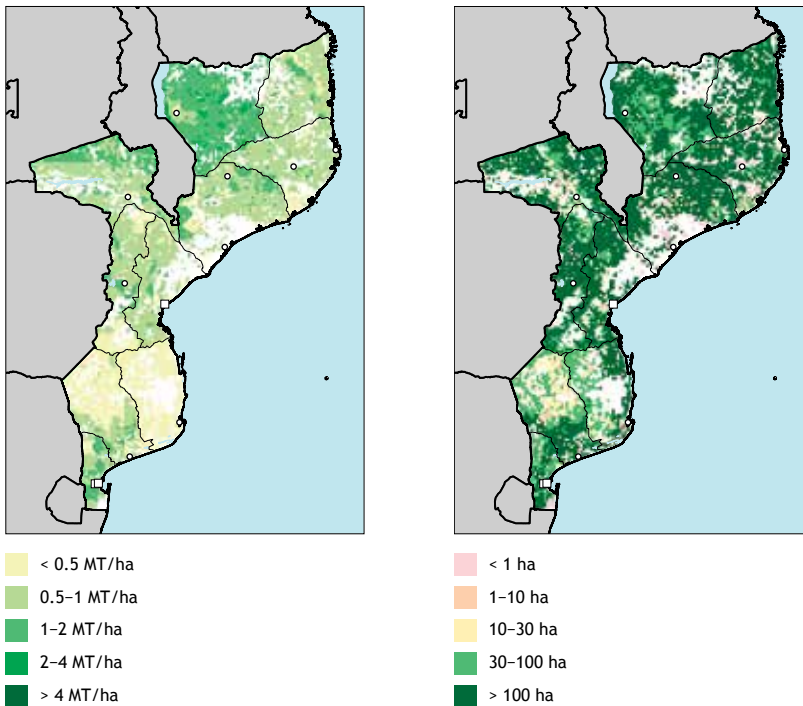 < 0.5 MT/ha
0.5–1 MT/ha
1–2 MT/ha
2–4 MT/ha
> 4 MT/ha
< 1 ha
1–10 ha
10–30 ha
30–100 ha
> 100 ha